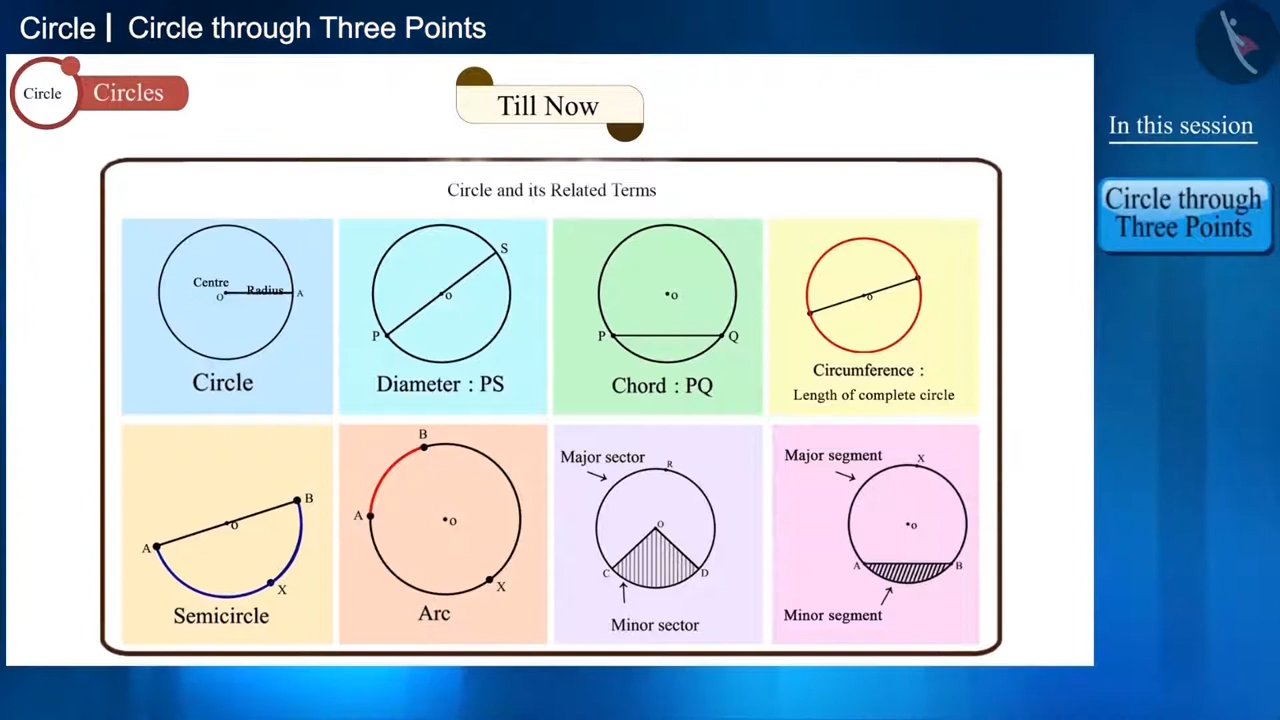 Circle | Circle through Three Points
Circle
Circles
Till Now
In this session
Circle through
Three Points
Circle and its Related Terms
Centre
O
Radius
A
Circle
S
O
P
Diameter : PS
O
P
Q
Chord : PQ
O
Circumference :
Length of complete circle
B
O
A
X
Semicircle
B
A
O
X
Arc
Major sector
R
O
C
D
Minor sector
Major segment
X
O
A
B
Minor segment